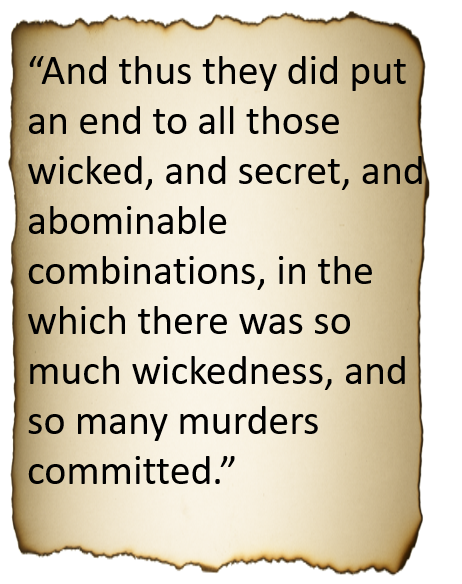 “And thus they did put
an end to all those
wicked, and secret, and
abominable
combinations, in the
which there was so
much wickedness, and
so many murders
committed.”